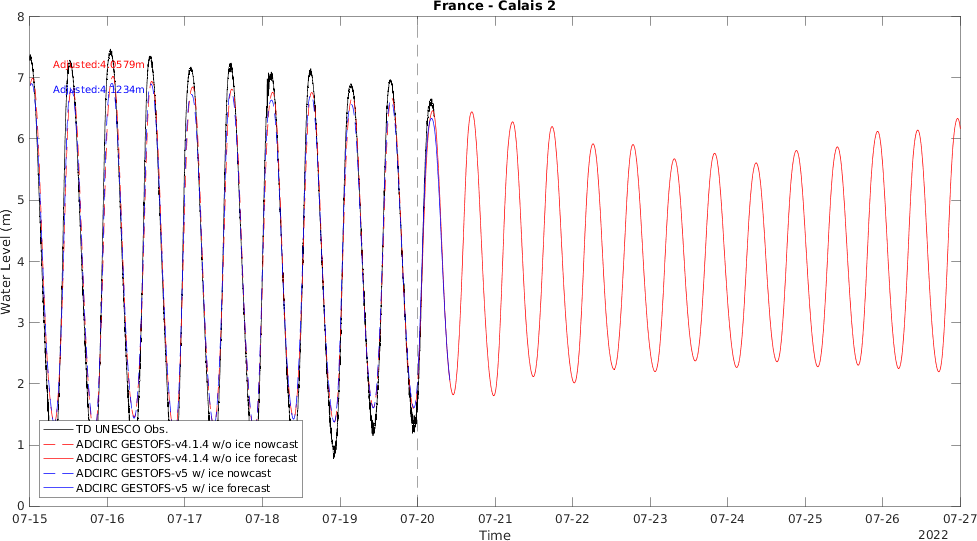 France - Calais 2
8
7
6
5
4
3
2
1
0
Water Level (m)
Adjusted:4.0579m
Adjusted:4.1234m
TD UNESCO Obs.
ADCIRC GESTOFS-v4.1.4 w/o ice nowcast
ADCIRC GESTOFS-v4.1.4 w/o ice forecast
ADCIRC GESTOFS-v5 w/ ice nowcast
ADCIRC GESTOFS-v5 w/ ice forecast
07-15 07-16 07-17 07-18 07-19 07-20 07-21 07-22 07-23 07-24 07-25 07-26 07-27
Time
2022